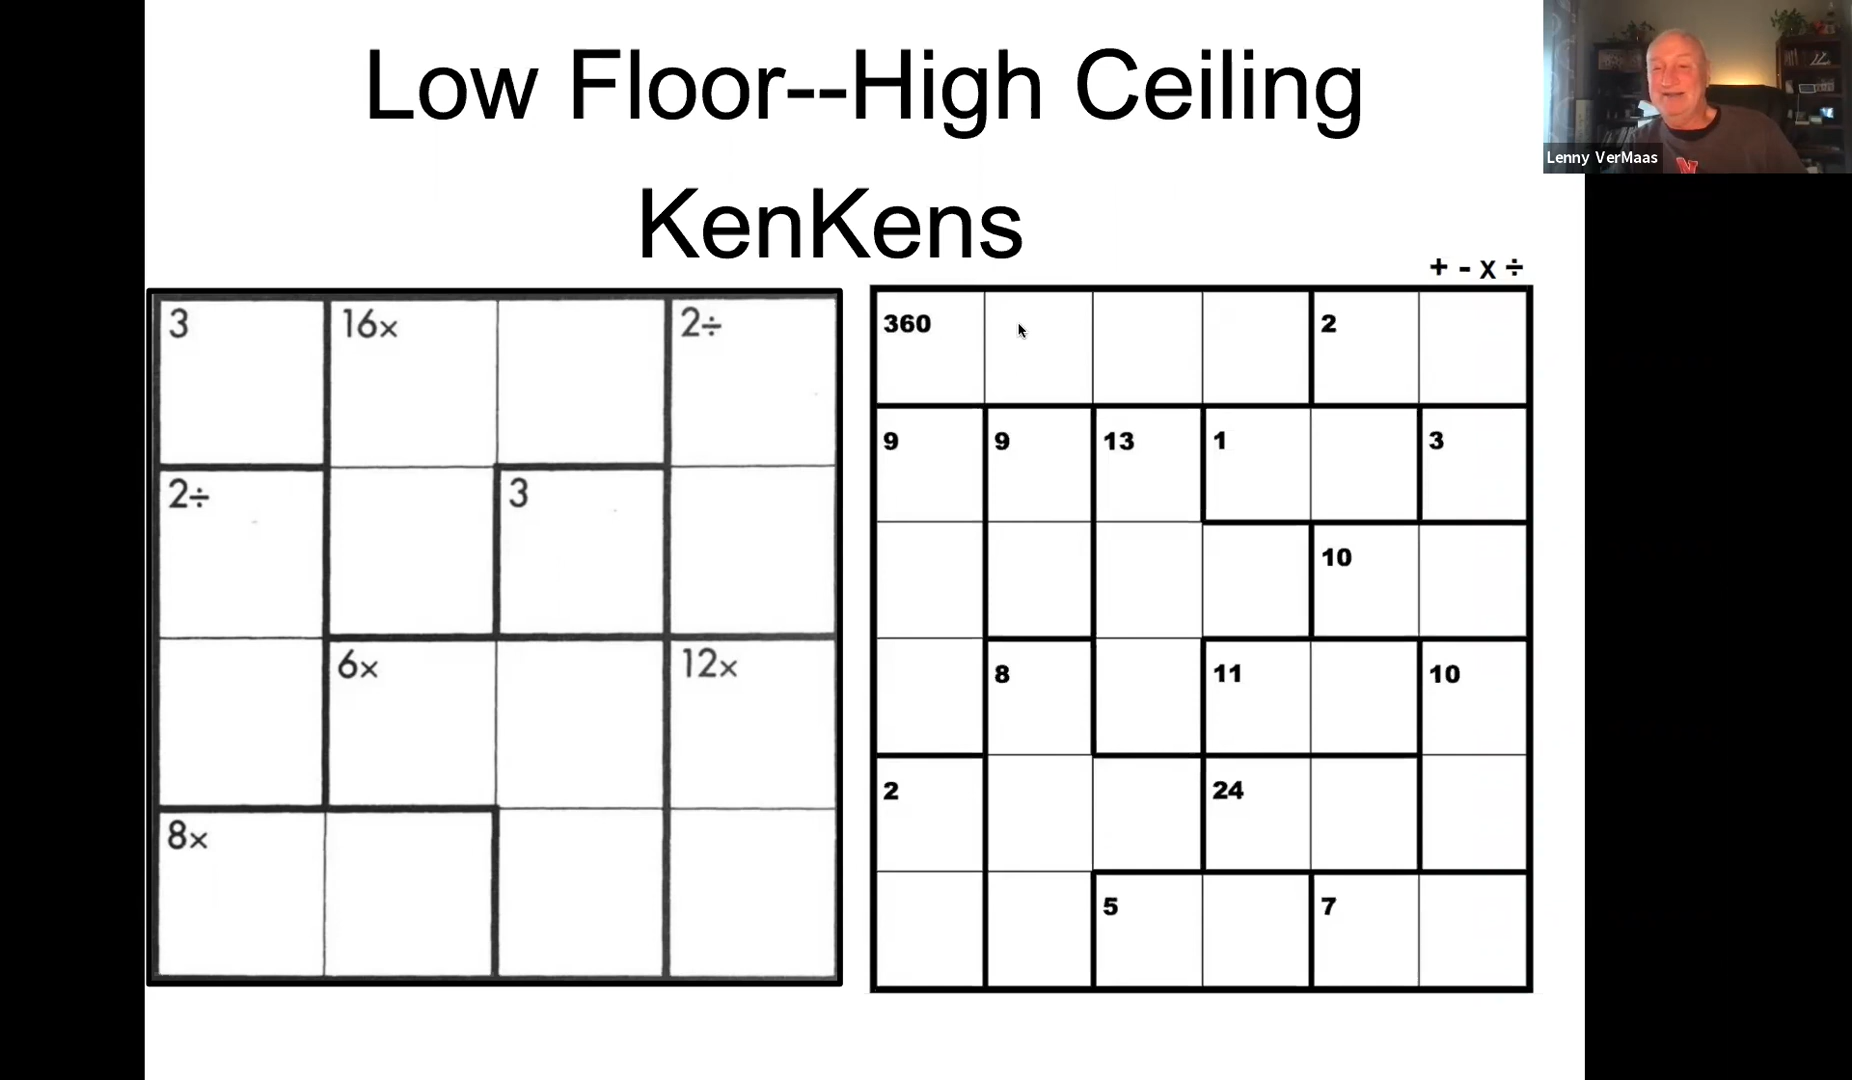 Low Floor--High Ceiling
KenKens
Lenny VerMaas
+ - x ÷
3 16× 2÷
2÷ 3
6× 12×
8×
360 2
9 9 13 1 3
10
8 11 10
2 24
5 7